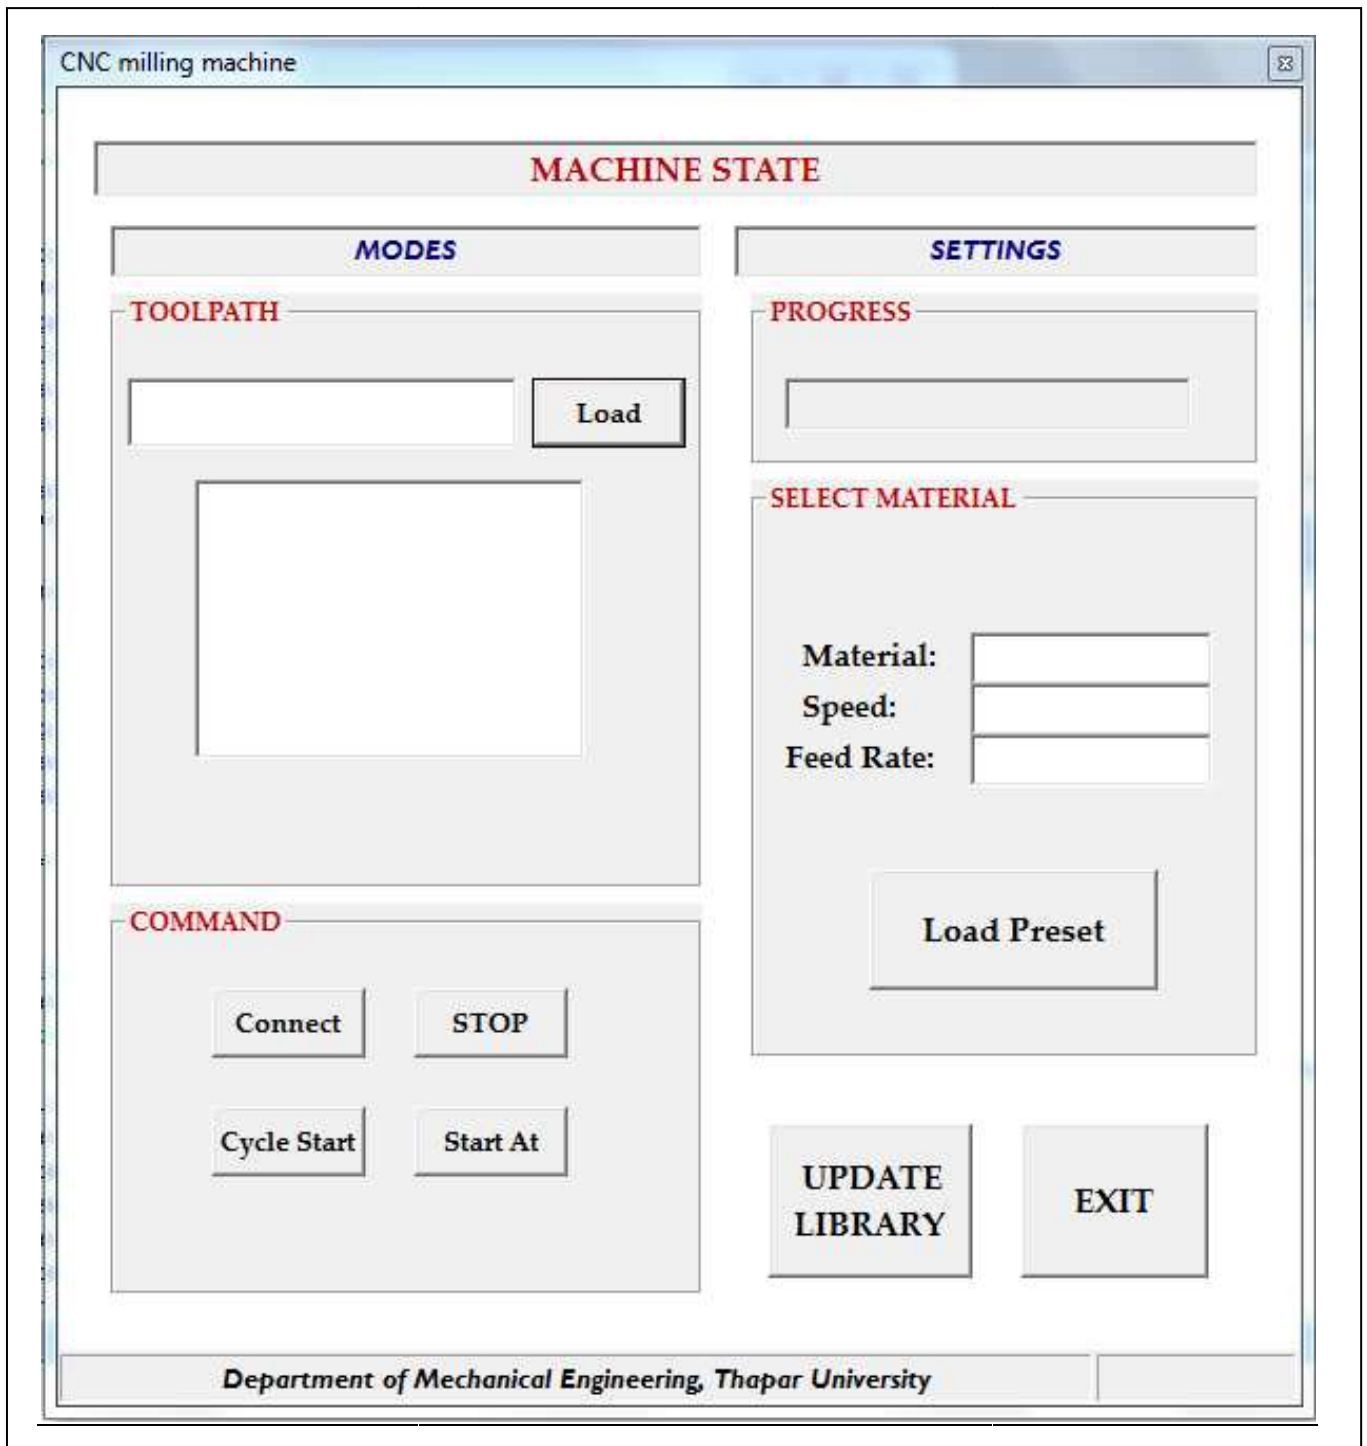 CNC milling machine
MACHINE STATE
MODES
SETTINGS
TOOLPATH
Load
PROGRESS
SELECT MATERIAL
Material:
Speed:
Feed Rate:
Load Preset
COMMAND
Connect
STOP
Cycle Start
Start At
UPDATE
LIBRARY
EXIT
Department of Mechanical Engineering, Thapar University